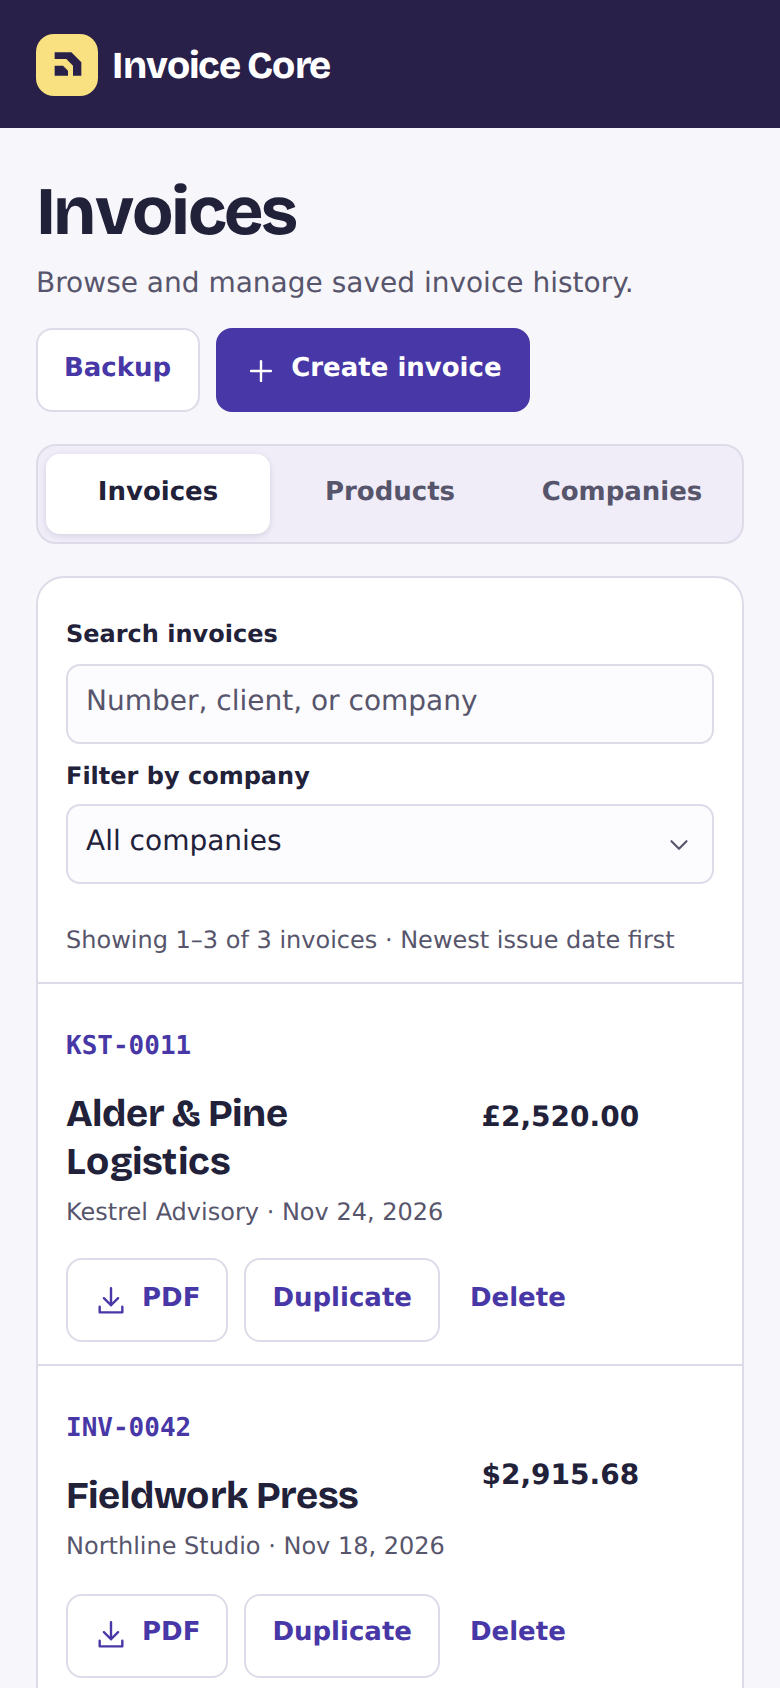 Invoice Core
Invoices
Browse and manage saved invoice history.
Backup
Create invoice
Invoices
Products
Companies
Search invoices
Number, client, or company
Filter by company
All companies
Showing 1–3 of 3 invoices · Newest issue date first
KST-0011
Alder & Pine
Logistics
£2,520.00
Kestrel Advisory · Nov 24, 2026
PDF
Duplicate
Delete
INV-0042
Fieldwork Press
$2,915.68
Northline Studio · Nov 18, 2026
PDF
Duplicate
Delete